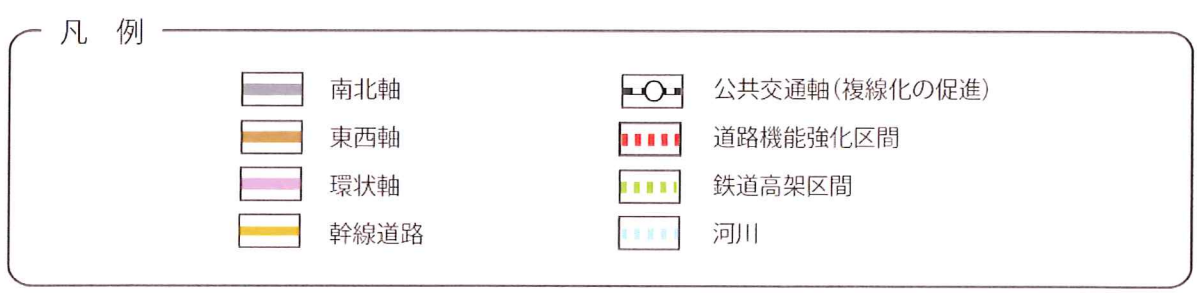 凡 例
南北軸
東西軸
環状軸
幹線道路
公共交通軸(複線化の促進)
道路機能強化区間
鉄道高架区間
河川